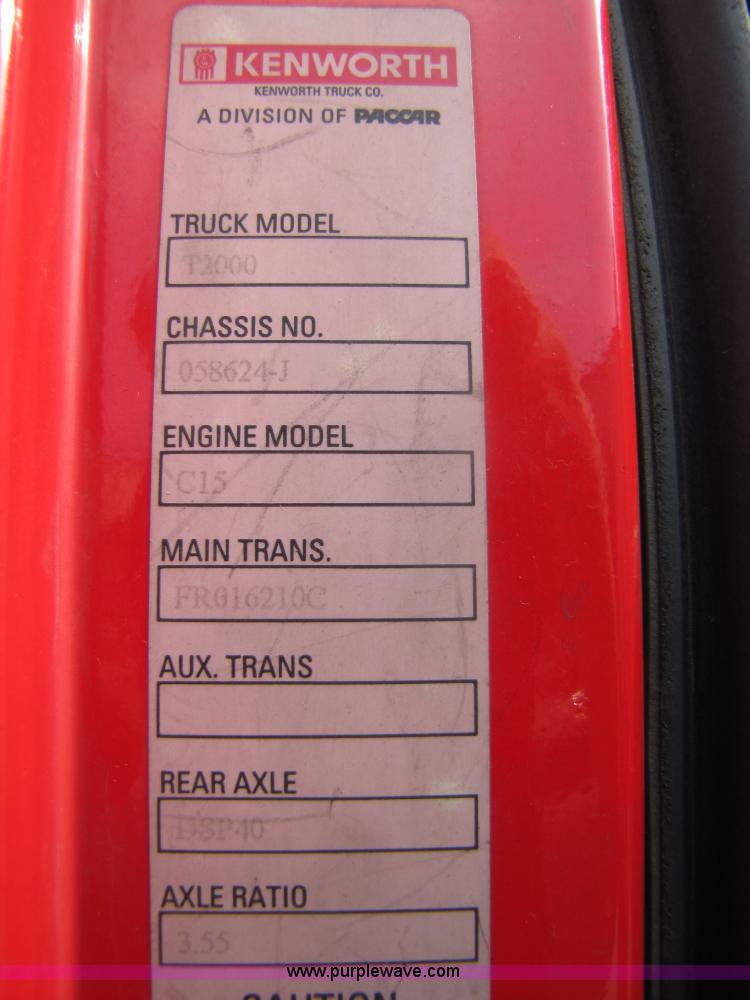 KENWORTH
KENWORTH TRUCK CO.
A DIVISION OF PACCAR
TRUCK MODEL
T2000
CHASSIS NO.
058624-J
ENGINE MODEL
C15
MAIN TRANS.
FR016210C
AUX. TRANS
REAR AXLE
DSP40
AXLE RATIO
3.55
www.purplewave.com
CAUTION